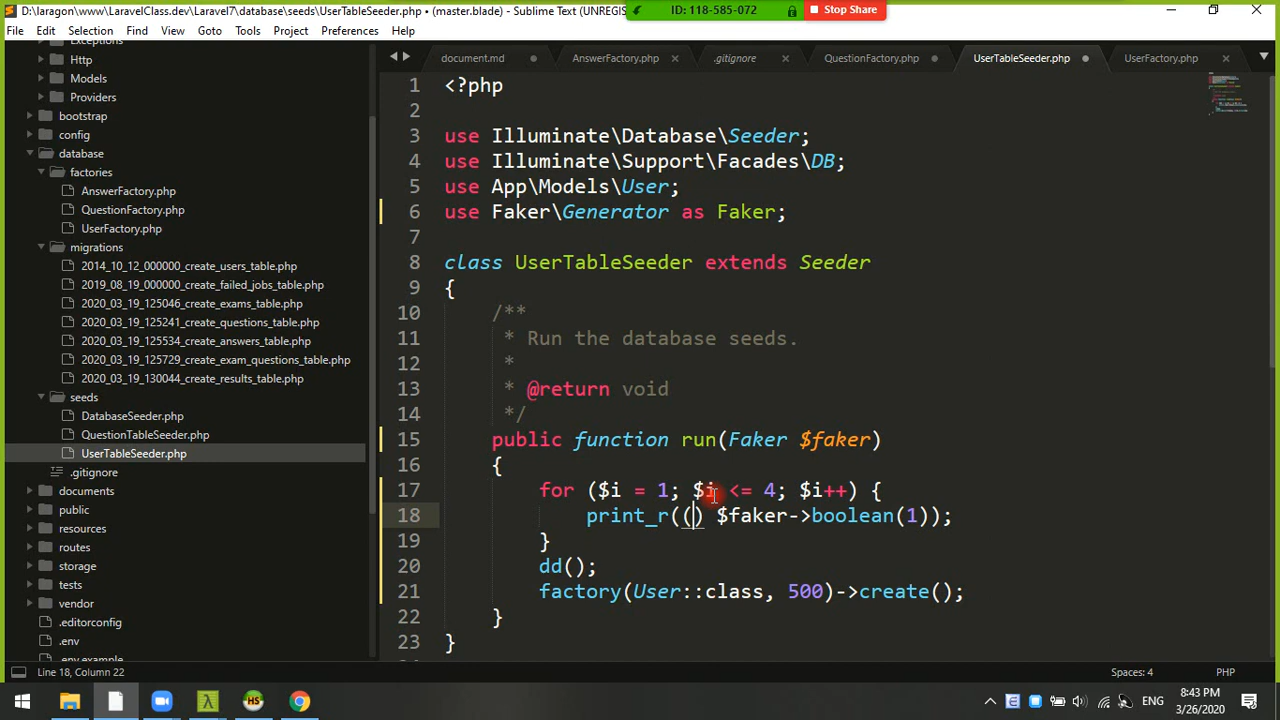 D:\laragon\www\LaravelClass.dev\Laravel7\database\seeds\UserTableSeeder.php • (master.blade) - Sublime Text (UNREGIS
ID: 118-585-072
Stop Share
File Edit Selection Find View Goto Tools Project Preferences Help
Exceptions
Http
Models
Providers
bootstrap
config
database
factories
AnswerFactory.php
QuestionFactory.php
UserFactory.php
migrations
2014_10_12_000000_create_users_table.php
2019_08_19_000000_create_failed_jobs_table.php
2020_03_19_125046_create_exams_table.php
2020_03_19_125241_create_questions_table.php
2020_03_19_125534_create_answers_table.php
2020_03_19_125729_create_exam_questions_table.php
2020_03_19_130044_create_results_table.php
seeds
DatabaseSeeder.php
QuestionTableSeeder.php
UserTableSeeder.php
.gitignore
documents
public
resources
routes
storage
tests
vendor
.editorconfig
.env
.env.example
document.md AnswerFactory.php .gitignore QuestionFactory.php UserTableSeeder.php UserFactory.php
1 <?php
2
3 use Illuminate\Database\Seeder;
4 use Illuminate\Support\Facades\DB;
5 use App\Models\User;
6 use Faker\Generator as Faker;
7
8 class UserTableSeeder extends Seeder
9 {
10 /**
11 * Run the database seeds.
12 *
13 * @return void
14 */
15 public function run(Faker $faker)
16 {
17 for ($i = 1; $i <= 4; $i++) {
18 print_r(() $faker->boolean(1));
19 }
20 dd();
21 factory(User::class, 500)->create();
22 }
23 }
Line 18, Column 22
Spaces: 4
PHP
ENG
8:43 PM
3/26/2020